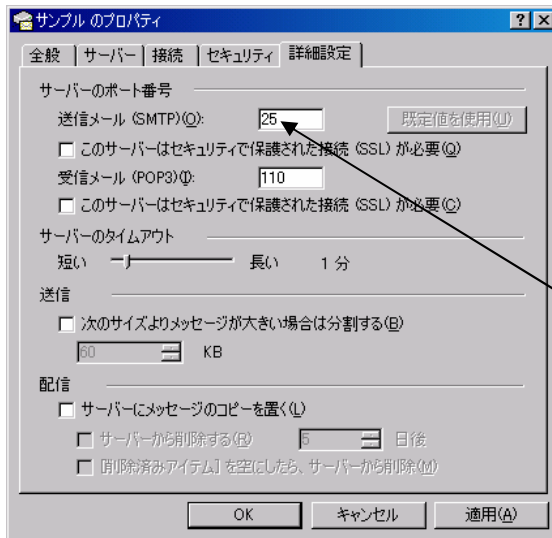 サンプル のプロパティ
全般 サーバー 接続 セキュリティ 詳細設定
サーバーのポート番号
送信メール (SMTP)(O): 25 既定値を使用(U)
このサーバーはセキュリティで保護された接続 (SSL) が必要(Q)
受信メール (POP3)(I): 110
このサーバーはセキュリティで保護された接続 (SSL) が必要(C)
サーバーのタイムアウト
短い 長い 1 分
送信
次のサイズよりメッセージが大きい場合は分割する(B)
60 KB
配信
サーバーにメッセージのコピーを置く(L)
サーバーから削除する(R) 5 日後
[削除済みアイテム] を空にしたら、サーバーから削除(M)
OK キャンセル 適用(A)